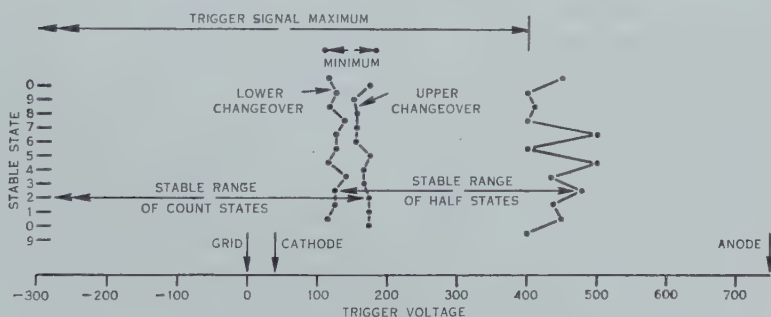 TRIGGER SIGNAL MAXIMUM
MINIMUM
LOWER
CHANGEOVER
UPPER
CHANGEOVER
STABLE STATE
0
9
8
7
6
5
4
3
2
1
0
9
STABLE RANGE
OF COUNT STATES
STABLE RANGE
OF HALF STATES
GRID
CATHODE
ANODE
-300 -200 -100 0 100 200 300 400 500 600 700
TRIGGER VOLTAGE